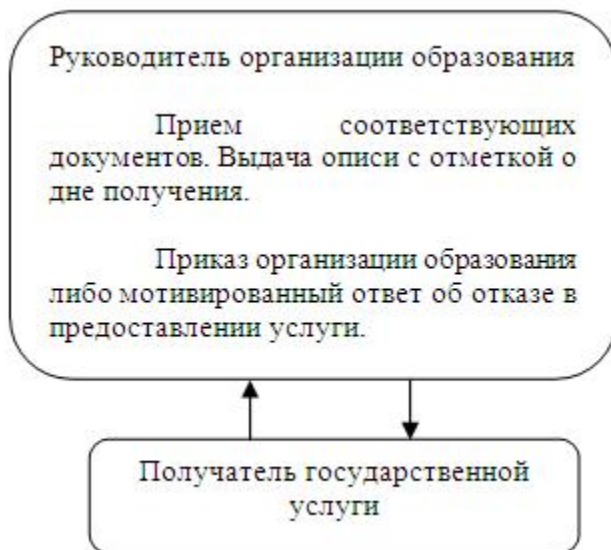 Руководитель организации образования
Прием соответствующих
документов. Выдача описи с отметкой о
дне получения.
Приказ организации образования
либо мотивированный ответ об отказе в
предоставлении услуги.
Получатель государственной
услуги